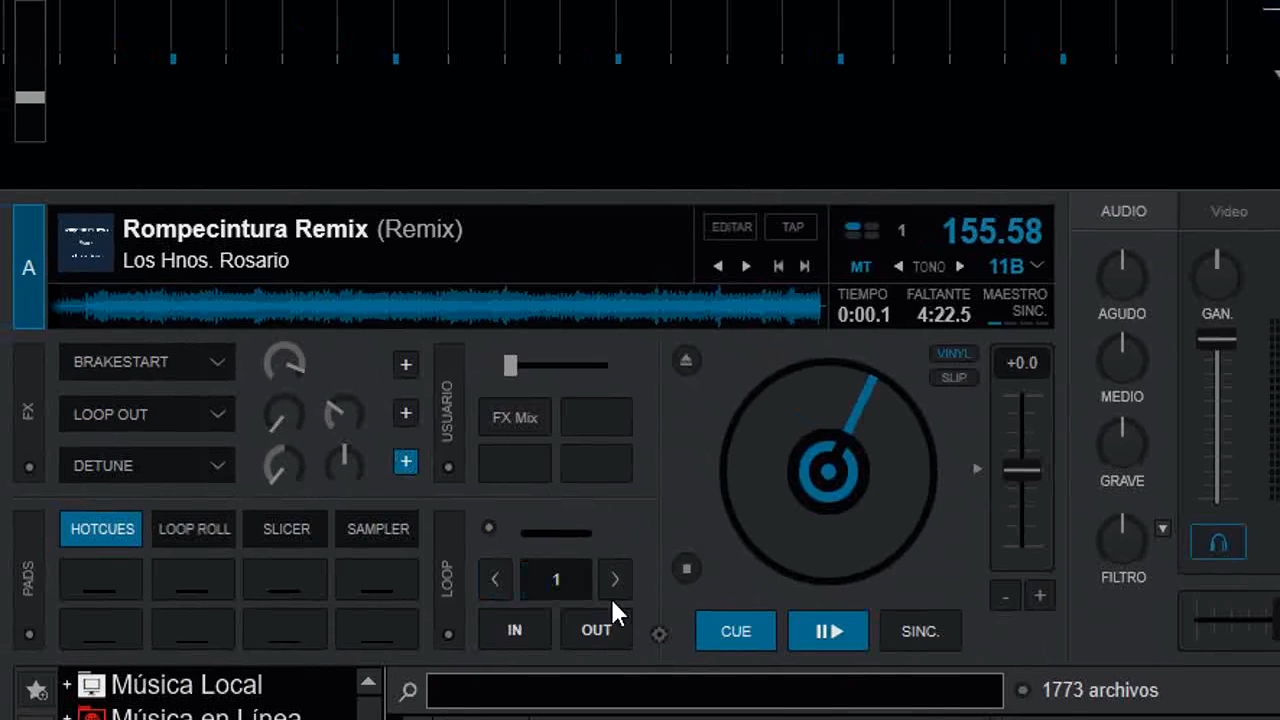 A
Rompecintura Remix (Remix)
Los Hnos. Rosario
EDITAR TAP
1 155.58
MT TONO 11B
TIEMPO FALTANTE MAESTRO
0:00.1 4:22.5 SINC.
AUDIO Video
AGUDO GAN.
MEDIO
GRAVE
FILTRO
FX
BRAKESTART
LOOP OUT
DETUNE
+
+
+
USUARIO
FX Mix
VINYL
SLIP
+0.0
PADS
HOTCUES LOOP ROLL SLICER SAMPLER
LOOP
1
IN OUT
CUE SINC.
- +
+ Música Local
+ Música en Línea
1773 archivos